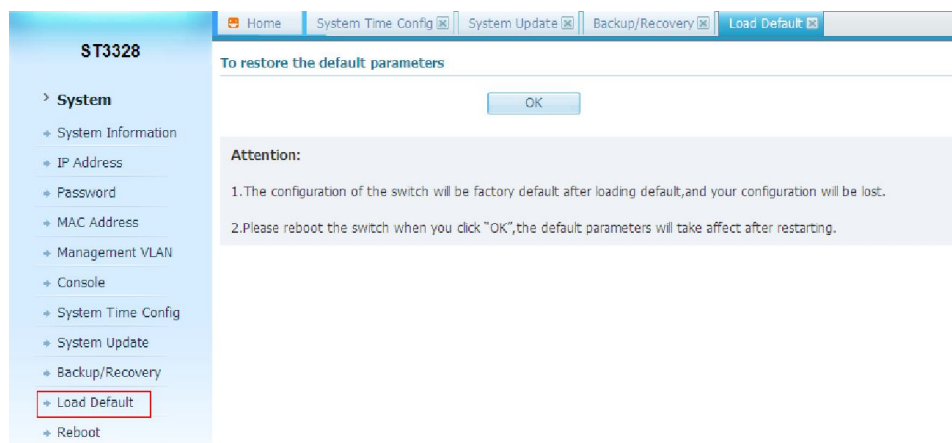 Home
System Time Config
System Update
Backup/Recovery
Load Default
ST3328
To restore the default parameters
System
OK
System Information
IP Address
Password
MAC Address
Management VLAN
Console
System Time Config
System Update
Backup/Recovery
Load Default
Reboot
Attention:
1.The configuration of the switch will be factory default after loading default,and your configuration will be lost.
2.Please reboot the switch when you click “OK”,the default parameters will take affect after restarting.